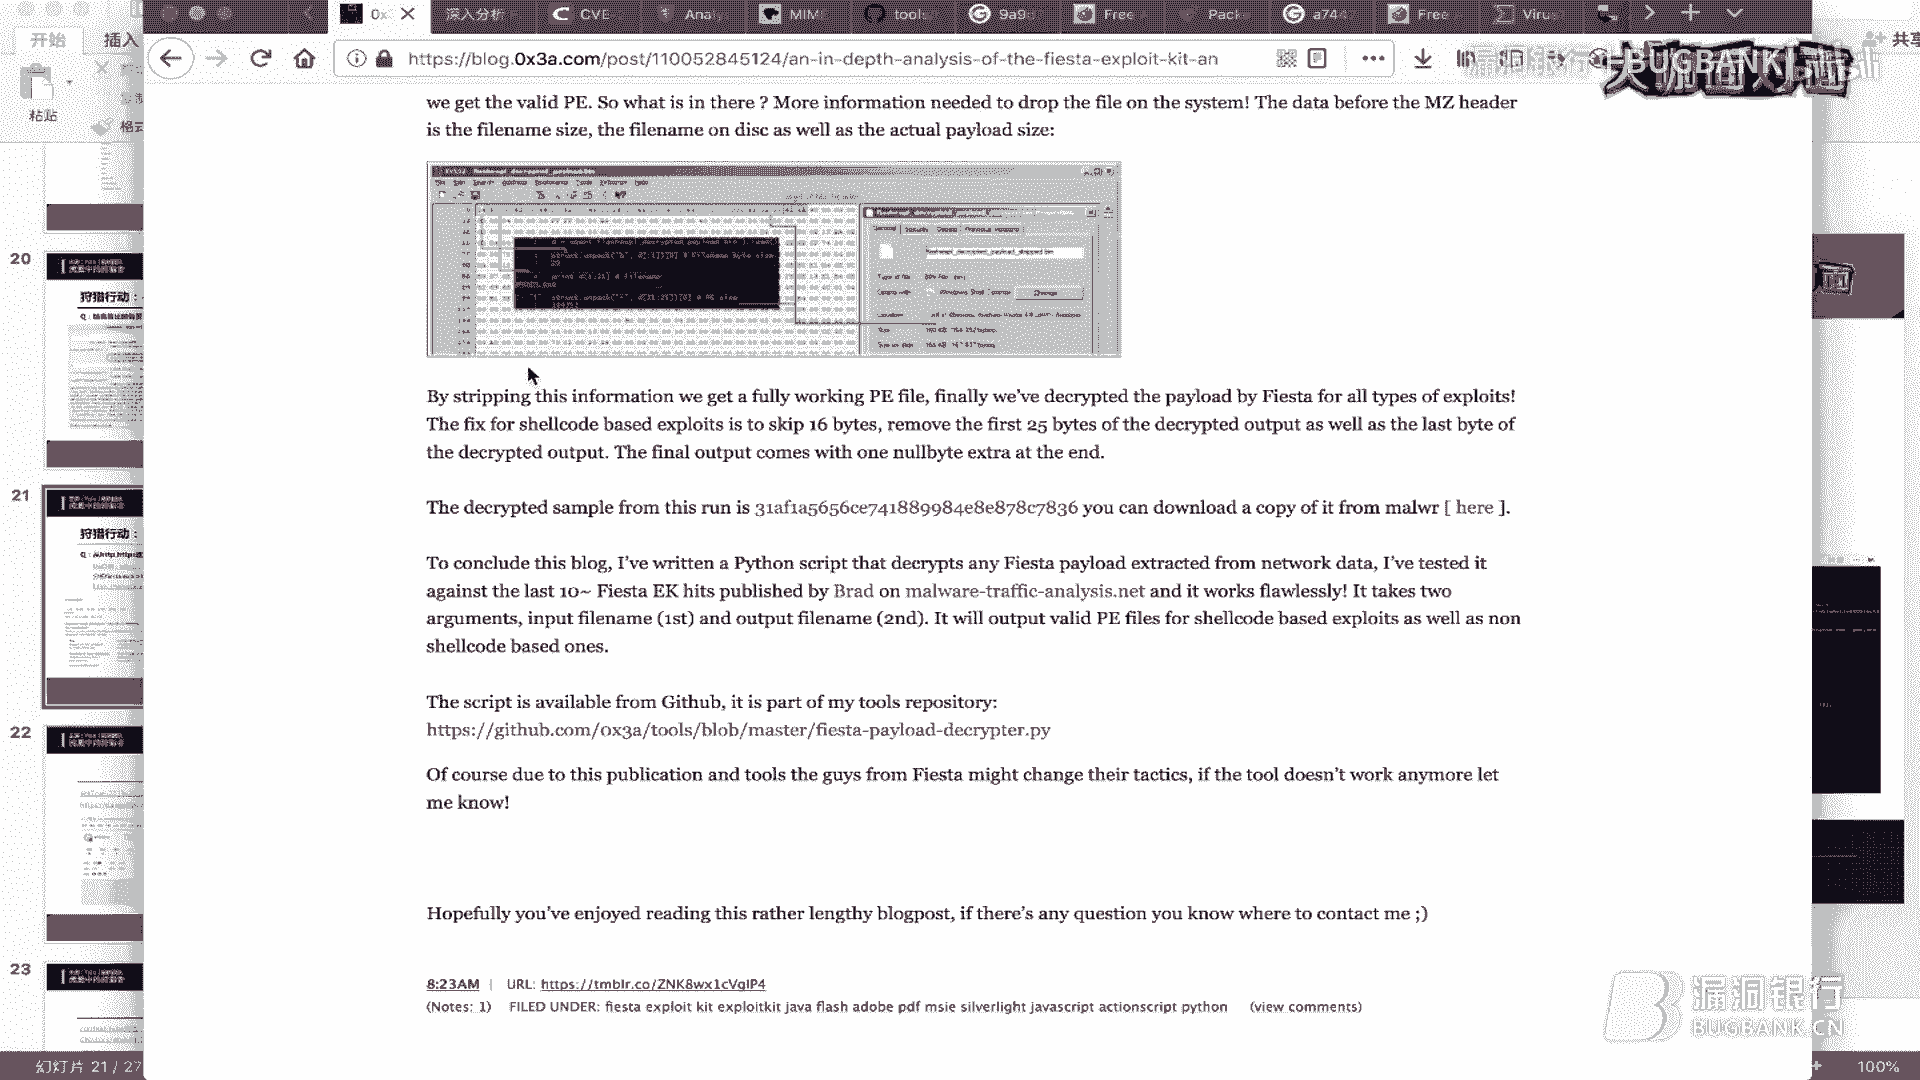 开始
插入
粘贴
格式
共享
0x
深入分析
CVE
Analy
MIM
tools
9a9
Free
Pack
a744
Free
Virus
https://blog.0x3a.com/post/110052845124/an-in-depth-analysis-of-the-fiesta-exploit-kit-an
BUGBANK
we get the valid PE. So what is in there ? More information needed to drop the file on the system! The data before the MZ header
is the filename size, the filename on disc as well as the actual payload size:
By stripping this information we get a fully working PE file, finally we’ve decrypted the payload by Fiesta for all types of exploits!
The fix for shellcode based exploits is to skip 16 bytes, remove the first 25 bytes of the decrypted output as well as the last byte of
the decrypted output. The final output comes with one nullbyte extra at the end.
The decrypted sample from this run is 31af1a5656ce741889984e8e878c7836 you can download a copy of it from malwr [ here ].
To conclude this blog, I’ve written a Python script that decrypts any Fiesta payload extracted from network data, I’ve tested it
against the last 10~ Fiesta EK hits published by Brad on malware-traffic-analysis.net and it works flawlessly! It takes two
arguments, input filename (1st) and output filename (2nd). It will output valid PE files for shellcode based exploits as well as non
shellcode based ones.
The script is available from Github, it is part of my tools repository:
https://github.com/0x3a/tools/blob/master/fiesta-payload-decrypter.py
Of course due to this publication and tools the guys from Fiesta might change their tactics, if the tool doesn’t work anymore let
me know!
Hopefully you’ve enjoyed reading this rather lengthy blogpost, if there’s any question you know where to contact me ;)
8:23AM | URL: https://tmblr.co/ZNK8wx1cVgIP4
(Notes: 1) FILED UNDER: fiesta exploit kit exploitkit java flash adobe pdf msie silverlight javascript actionscript python (view comments)
20
狩猎行动：
21
狩猎行动：
22
23
漏洞银行
BUGBANK.CN
幻灯片 21 / 27
100%